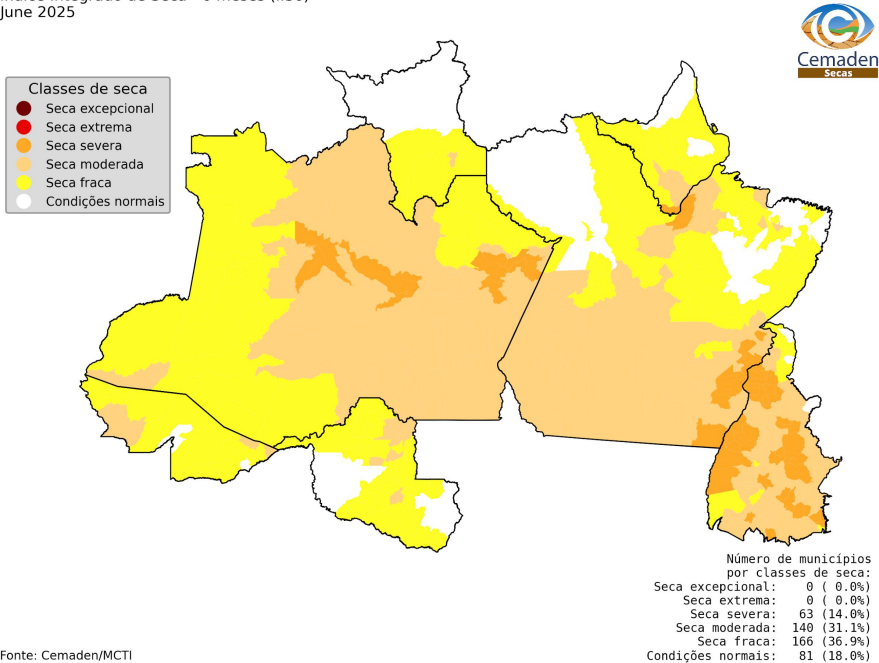 June 2025
Cemaden
Secas
Classes de seca
Seca excepcional
Seca extrema
Seca severa
Seca moderada
Seca fraca
Condições normais
Número de municípios
por classes de seca:
Seca excepcional: 0 ( 0.0%)
Seca extrema: 0 ( 0.0%)
Seca severa: 63 (14.0%)
Seca moderada: 140 (31.1%)
Seca fraca: 166 (36.9%)
Condições normais: 81 (18.0%)
Fonte: Cemaden/MCTI